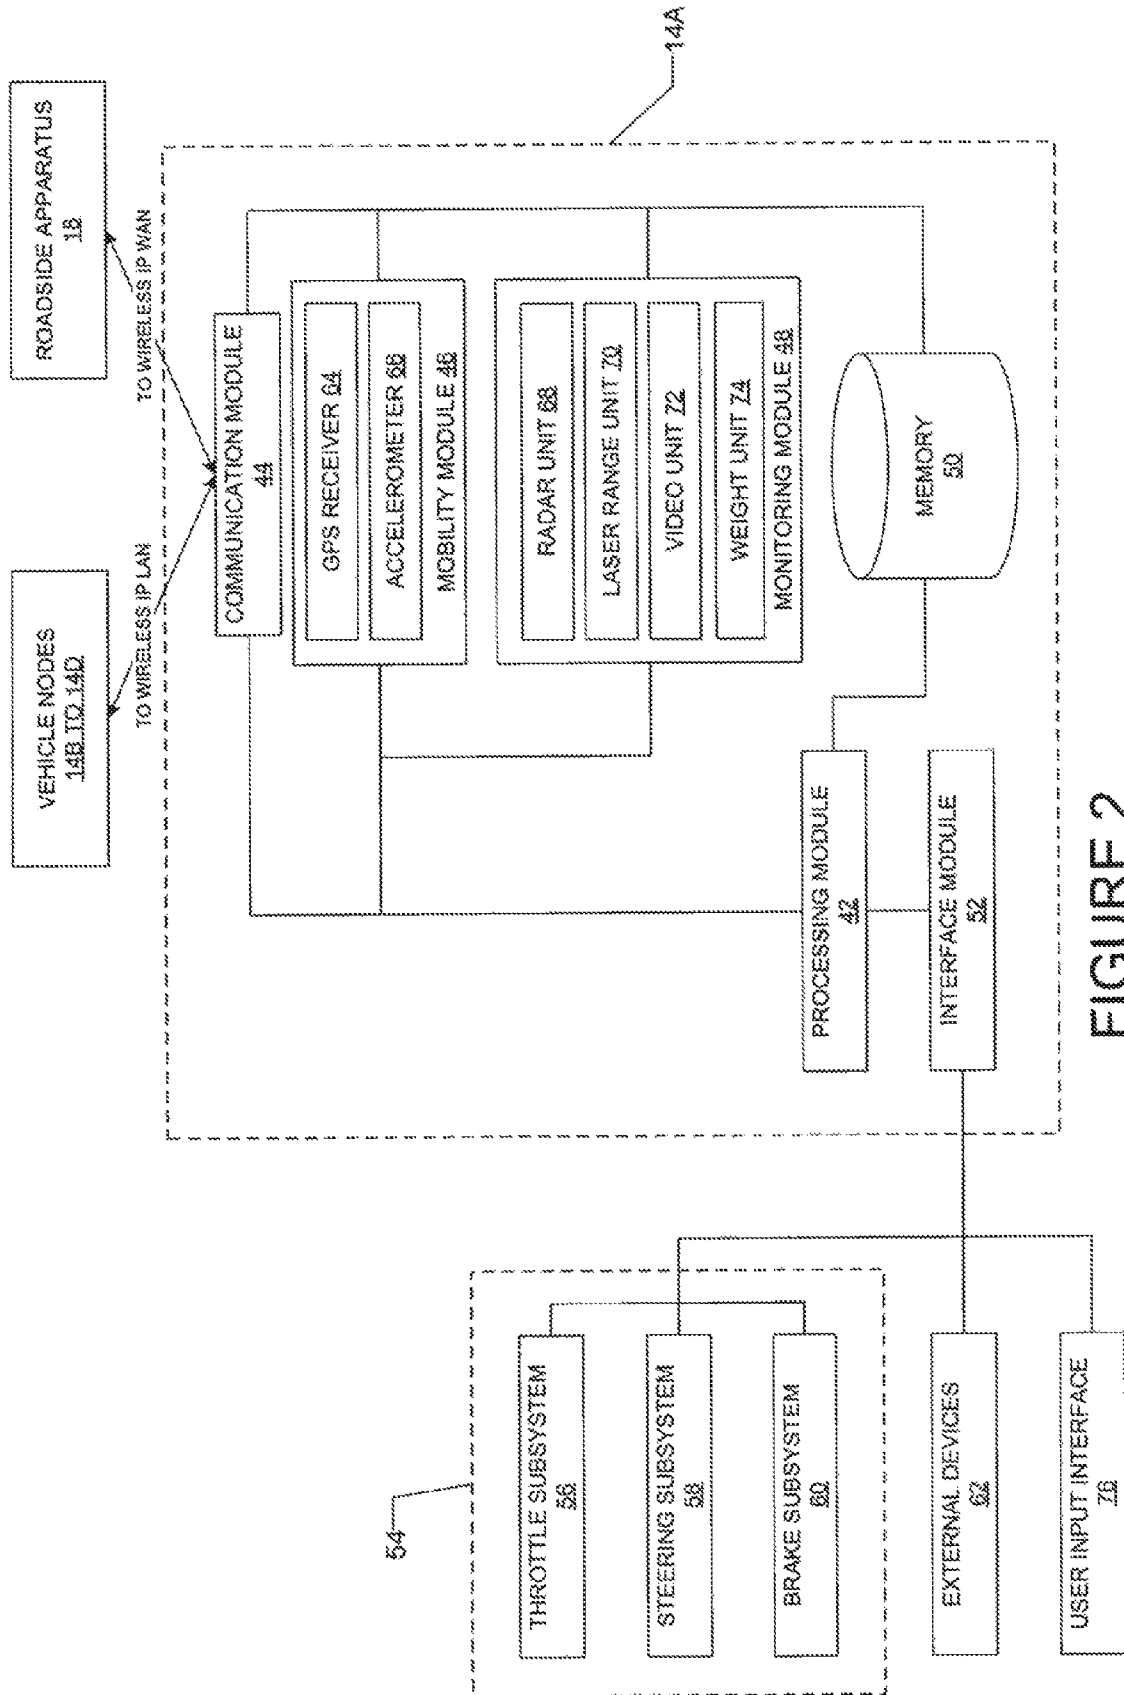 VEHICLE NODES
14B TO 14D
ROADSIDE APPARATUS
18
TO WIRELESS IP LAN
TO WIRELESS IP WAN
14A
COMMUNICATION MODULE
44
GPS RECEIVER 64
ACCELEROMETER 66
MOBILITY MODULE 46
RADAR UNIT 68
LASER RANGE UNIT 70
VIDEO UNIT 72
WEIGHT UNIT 74
MONITORING MODULE 48
MEMORY
50
PROCESSING MODULE
42
INTERFACE MODULE
52
54
THROTTLE SUBSYSTEM
56
STEERING SUBSYSTEM
58
BRAKE SUBSYSTEM
60
EXTERNAL DEVICES
62
USER INPUT INTERFACE
76
FIGURE 2